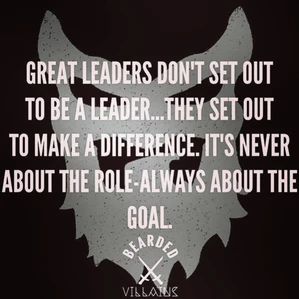 GREAT LEADERS DON'T SET OUT
TO BE A LEADER...THEY SET OUT
TO MAKE A DIFFERENCE. IT'S NEVER
ABOUT THE ROLE-ALWAYS ABOUT THE
GOAL.
BEARDED
VILLAINS